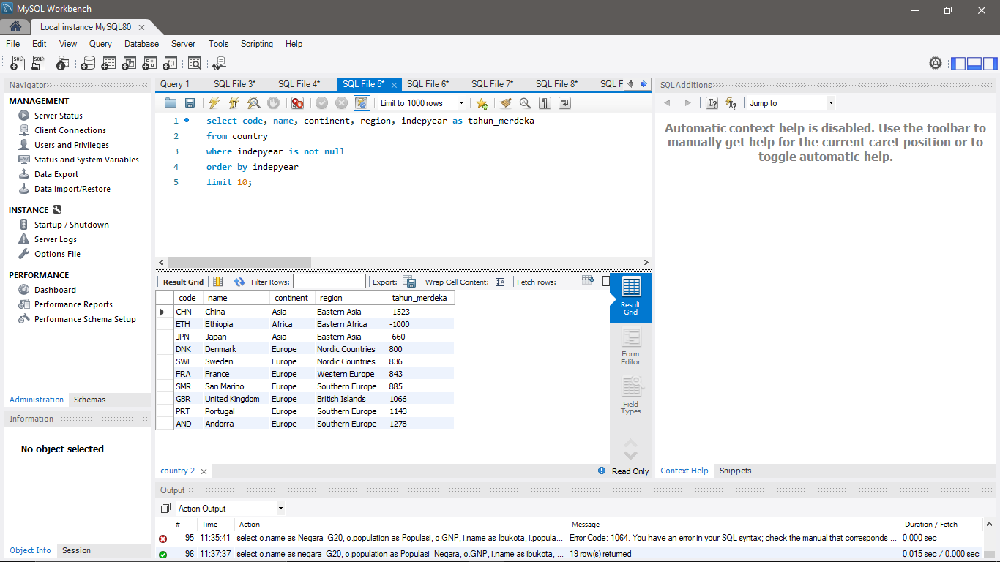 MySQL Workbench
Local instance MySQL80
File Edit View Query Database Server Tools Scripting Help
Navigator
MANAGEMENT
Server Status
Client Connections
Users and Privileges
Status and System Variables
Data Export
Data Import/Restore
INSTANCE
Startup / Shutdown
Server Logs
Options File
PERFORMANCE
Dashboard
Performance Reports
Performance Schema Setup
Administration Schemas
Information
No object selected
Object Info Session
Query 1 SQL File 3* SQL File 4* SQL File 5* SQL File 6* SQL File 7* SQL File 8* SQL F
Limit to 1000 rows
1 select code, name, continent, region, indepyear as tahun_merdeka
2 from country
3 where indepyear is not null
4 order by indepyear
5 limit 10;
Result Grid Filter Rows: Export: Wrap Cell Content: Fetch rows:
code name continent region tahun_merdeka
CHN China Asia Eastern Asia -1523
ETH Ethiopia Africa Eastern Africa -1000
JPN Japan Asia Eastern Asia -660
DNK Denmark Europe Nordic Countries 800
SWE Sweden Europe Nordic Countries 836
FRA France Europe Western Europe 843
SMR San Marino Europe Southern Europe 885
GBR United Kingdom Europe British Islands 1066
PRT Portugal Europe Southern Europe 1143
AND Andorra Europe Southern Europe 1278
Result
Grid
Form
Editor
Field
Types
country 2 Read Only
SQLAdditions
Jump to
Automatic context help is disabled. Use the toolbar to
manually get help for the current caret position or to
toggle automatic help.
Context Help Snippets
Output
Action Output
# Time Action Message Duration / Fetch
95 11:35:41 select o.name as Negara_G20, o.population as Populasi, o.GNP, i.name as Ibukota, i.popula... Error Code: 1064. You have an error in your SQL syntax; check the manual that corresponds ... 0.000 sec
96 11:37:37 select o.name as negara_G20, o.population as Populasi_Negara, o.GNP, i.name as ibukota, ... 19 row(s) returned 0.015 sec / 0.000 sec